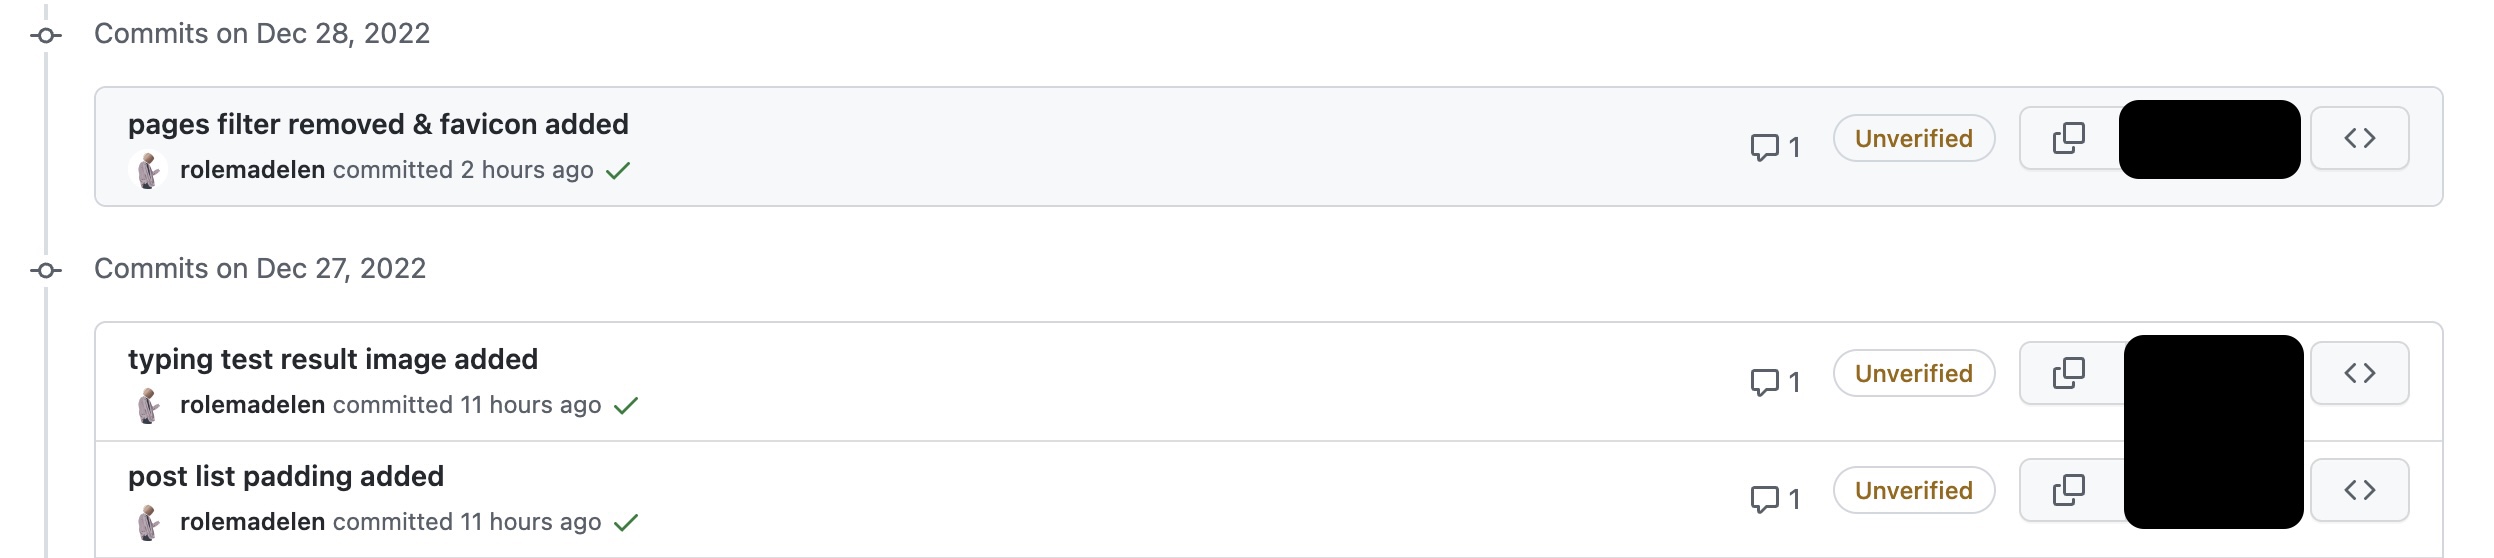 Commits on Dec 28, 2022
pages filter removed & favicon added
rolemadelen committed 2 hours ago
1
Unverified
Commits on Dec 27, 2022
typing test result image added
rolemadelen committed 11 hours ago
1
Unverified
post list padding added
rolemadelen committed 11 hours ago
1
Unverified